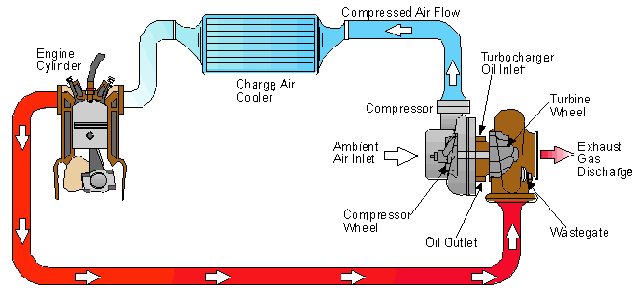 Compressed Air Flow
Engine
Cylinder
Turbocharger
Oil Inlet
Charge Air
Cooler
Compressor
Turbine
Wheel
Ambient
Air Inlet
Exhaust
Gas
Discharge
Compressor
Wheel
Oil Outlet
Wastegate